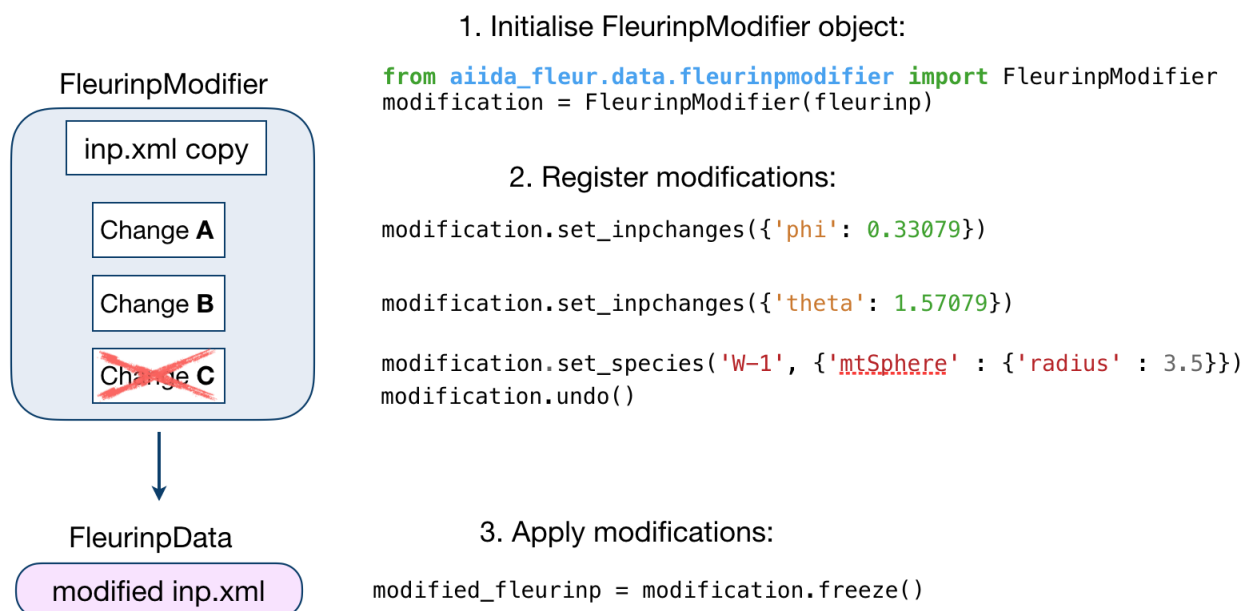 1. Initialise FleurinpModifier object:
FleurinpModifier
from aiida_fleur.data.fleurinpmodifier import FleurinpModifier
modification = FleurinpModifier(fleurinp)
inp.xml copy
2. Register modifications:
Change A
modification.set_inpchanges({'phi': 0.33079})
Change B
modification.set_inpchanges({'theta': 1.57079})
Change C
modification.set_species('W-1', {'mtSphere' : {'radius' : 3.5}})
modification.undo()
FleurinpData
3. Apply modifications:
modified inp.xml
modified_fleurinp = modification.freeze()